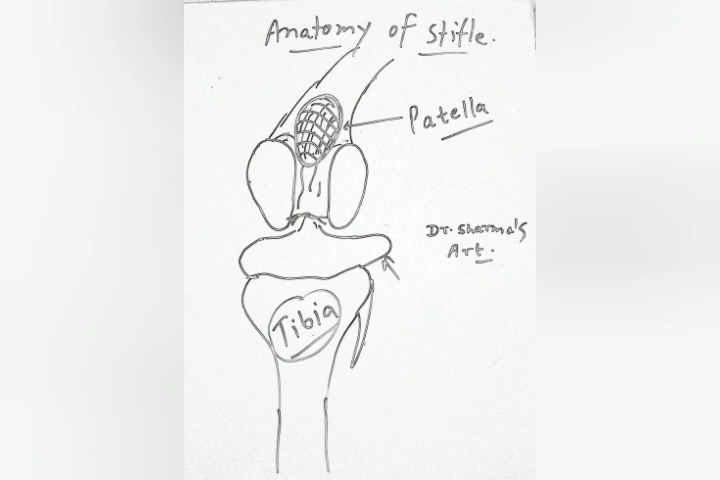 Anatomy of Stifle.
Patella
Dr. Sharma's
Art.
Tibia